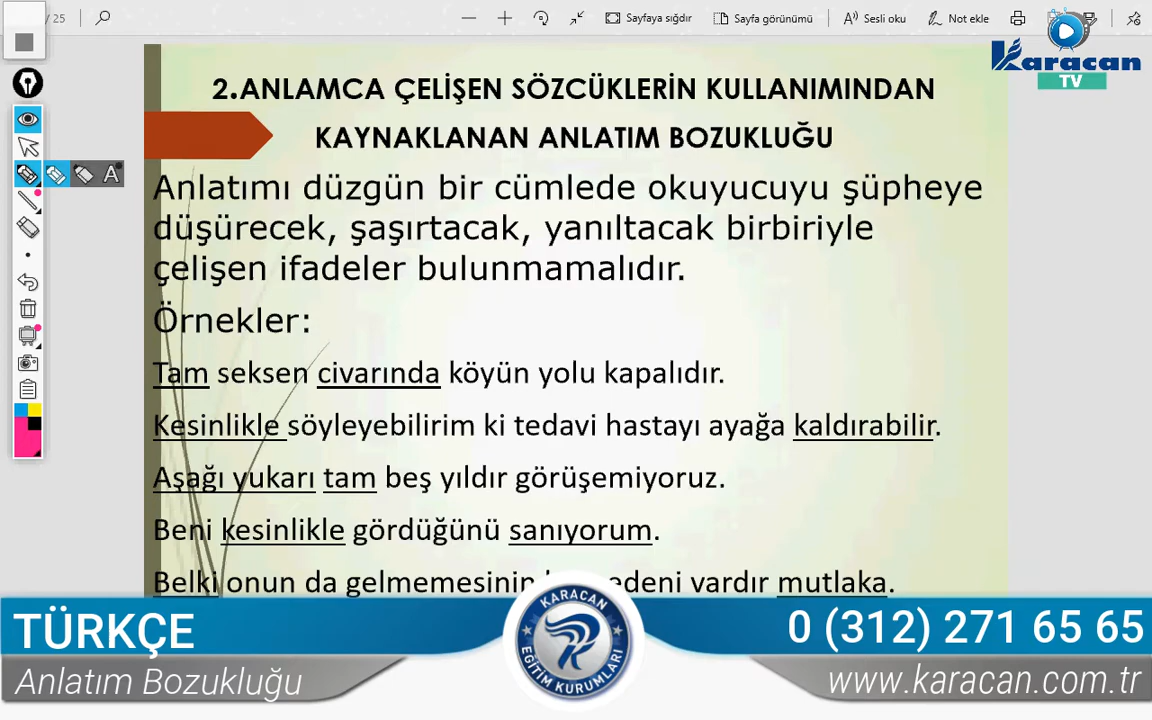 / 25
Sayfaya sığdır
Sayfa görünümü
Sesli oku
Not ekle
Karacan
TV
2.ANLAMCA ÇELİŞEN SÖZCÜKLERİN KULLANIMINDAN
KAYNAKLANAN ANLATIM BOZUKLUĞU
Anlatımı düzgün bir cümlede okuyucuyu şüpheye
düşürecek, şaşırtacak, yanıltacak birbiriyle
çelişen ifadeler bulunmamalıdır.
Örnekler:
Tam seksen civarında köyün yolu kapalıdır.
Kesinlikle söyleyebilirim ki tedavi hastayı ayağa kaldırabilir.
Aşağı yukarı tam beş yıldır görüşemiyoruz.
Beni kesinlikle gördüğünü sanıyorum.
Belki onun da gelmemesinin vardır mutlaka.
KARACAN
EĞİTİM KURUMLARI
TÜRKÇE
0 (312) 271 65 65
Anlatım Bozukluğu
www.karacan.com.tr